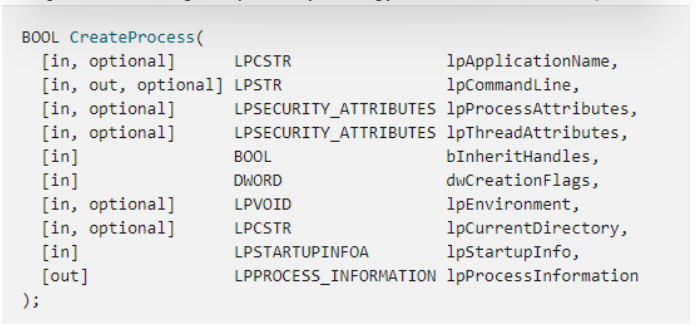 BOOL CreateProcess(
[in, optional] LPCSTR lpApplicationName,
[in, out, optional] LPSTR lpCommandLine,
[in, optional] LPSECURITY_ATTRIBUTES lpProcessAttributes,
[in, optional] LPSECURITY_ATTRIBUTES lpThreadAttributes,
[in] BOOL bInheritHandles,
[in] DWORD dwCreationFlags,
[in, optional] LPVOID lpEnvironment,
[in, optional] LPCSTR lpCurrentDirectory,
[in] LPSTARTUPINFOA lpStartupInfo,
[out] LPPROCESS_INFORMATION lpProcessInformation
);